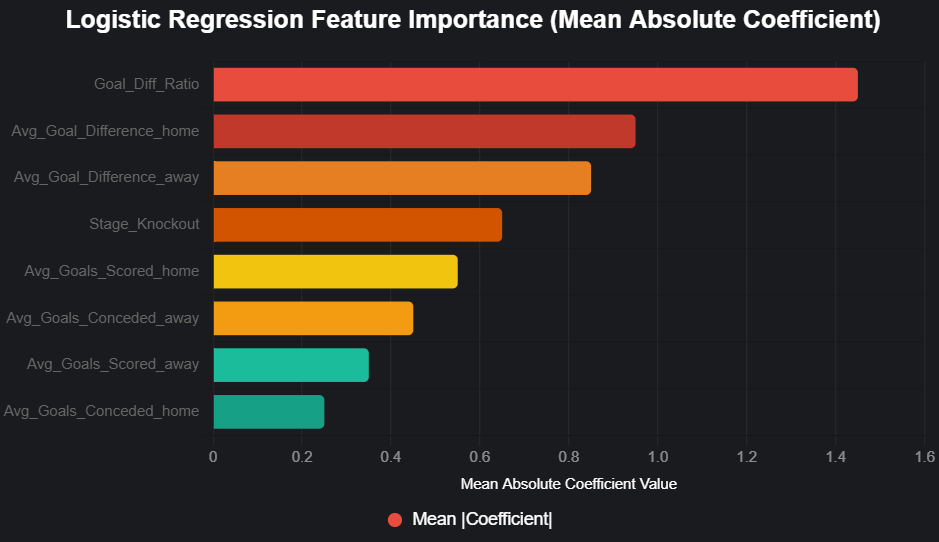 Logistic Regression Feature Importance (Mean Absolute Coefficient)
Goal_Diff_Ratio
Avg_Goal_Difference_home
Avg_Goal_Difference_away
Stage_Knockout
Avg_Goals_Scored_home
Avg_Goals_Conceded_away
Avg_Goals_Scored_away
Avg_Goals_Conceded_home
0 0.2 0.4 0.6 0.8 1.0 1.2 1.4 1.6
Mean Absolute Coefficient Value
Mean |Coefficient|